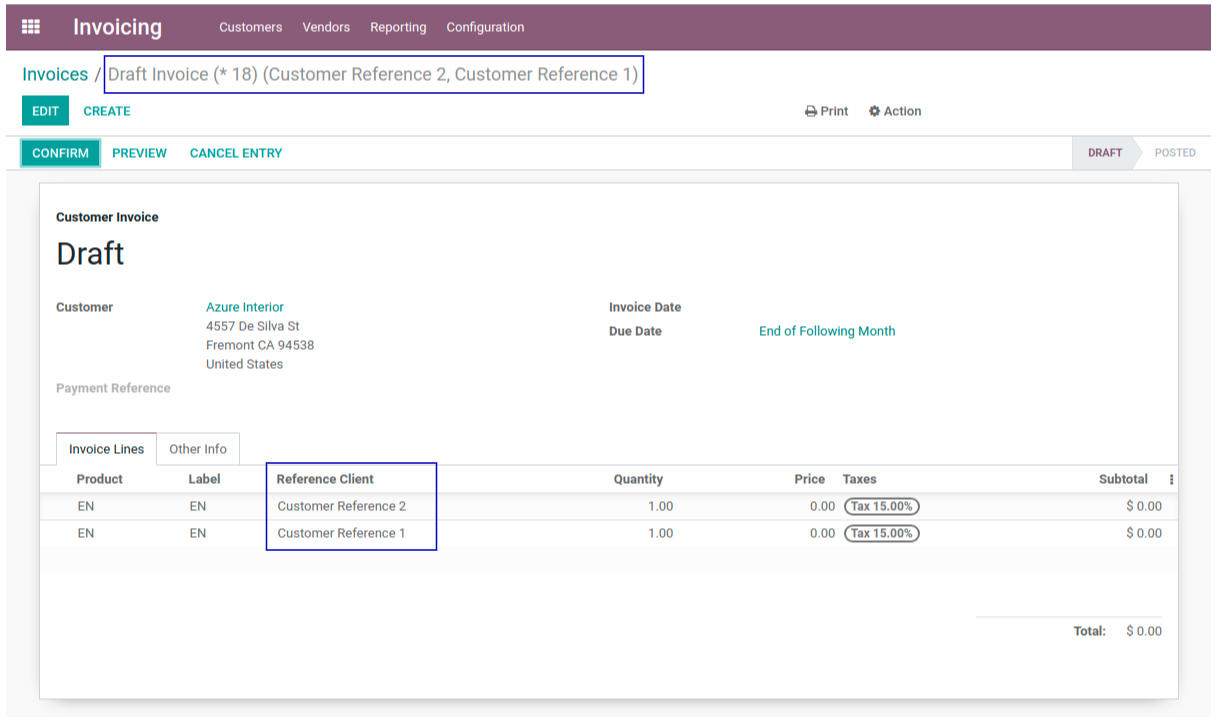 Invoicing Customers Vendors Reporting Configuration
Invoices / Draft Invoice (* 18) (Customer Reference 2, Customer Reference 1)
EDIT CREATE Print Action
CONFIRM PREVIEW CANCEL ENTRY DRAFT POSTED
Customer Invoice
Draft
Customer Azure Interior Invoice Date
4557 De Silva St
Due Date End of Following Month
Fremont CA 94538
United States
Payment Reference
Invoice Lines Other Info
Product Label Reference Client Quantity Price Taxes Subtotal
EN EN Customer Reference 2 1.00 0.00 Tax 15.00% $ 0.00
EN EN Customer Reference 1 1.00 0.00 Tax 15.00% $ 0.00
Total: $ 0.00